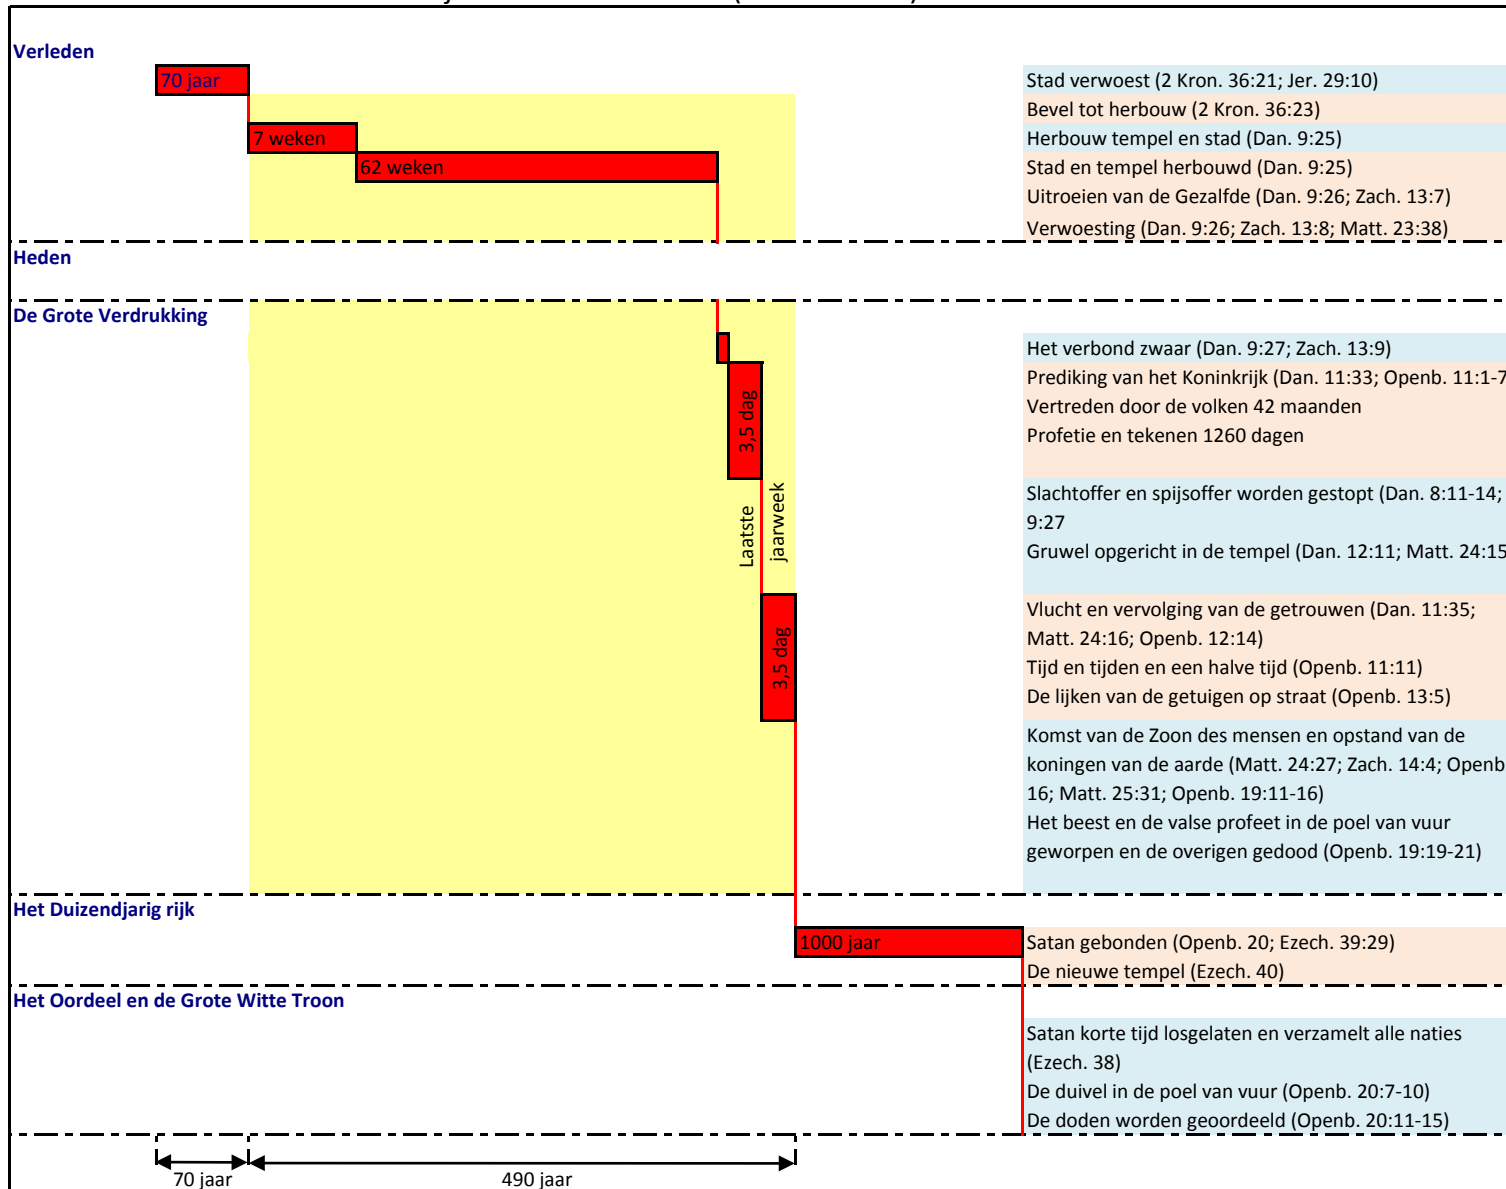 Verleden
70 jaar
Stad verwoest (2 Kron. 36:21; Jer. 29:10)
Bevel tot herbouw (2 Kron. 36:23)
7 weken
Herbouw tempel en stad (Dan. 9:25)
62 weken
Stad en tempel herbouwd (Dan. 9:25)
Uitroeien van de Gezalfde (Dan. 9:26; Zach. 13:7)
Verwoesting (Dan. 9:26; Zach. 13:8; Matt. 23:38)
Heden
De Grote Verdrukking
Het verbond zwaar (Dan. 9:27; Zach. 13:9)
Prediking van het Koninkrijk (Dan. 11:33; Openb. 11:1-7
Vertreden door de volken 42 maanden
Profetie en tekenen 1260 dagen
3,5 dag
Laatste
jaarweek
Slachtoffer en spijsoffer worden gestopt (Dan. 8:11-14;
9:27
Gruwel opgericht in de tempel (Dan. 12:11; Matt. 24:15
3,5 dag
Vlucht en vervolging van de getrouwen (Dan. 11:35;
Matt. 24:16; Openb. 12:14)
Tijd en tijden en een halve tijd (Openb. 11:11)
De lijken van de getuigen op straat (Openb. 13:5)
Komst van de Zoon des mensen en opstand van de
koningen van de aarde (Matt. 24:27; Zach. 14:4; Openb
16; Matt. 25:31; Openb. 19:11-16)
Het beest en de valse profeet in de poel van vuur
geworpen en de overigen gedood (Openb. 19:19-21)
Het Duizendjarig rijk
1000 jaar
Satan gebonden (Openb. 20; Ezech. 39:29)
De nieuwe tempel (Ezech. 40)
Het Oordeel en de Grote Witte Troon
Satan korte tijd losgelaten en verzamelt alle naties
(Ezech. 38)
De duivel in de poel van vuur (Openb. 20:7-10)
De doden worden geoordeeld (Openb. 20:11-15)
70 jaar
490 jaar